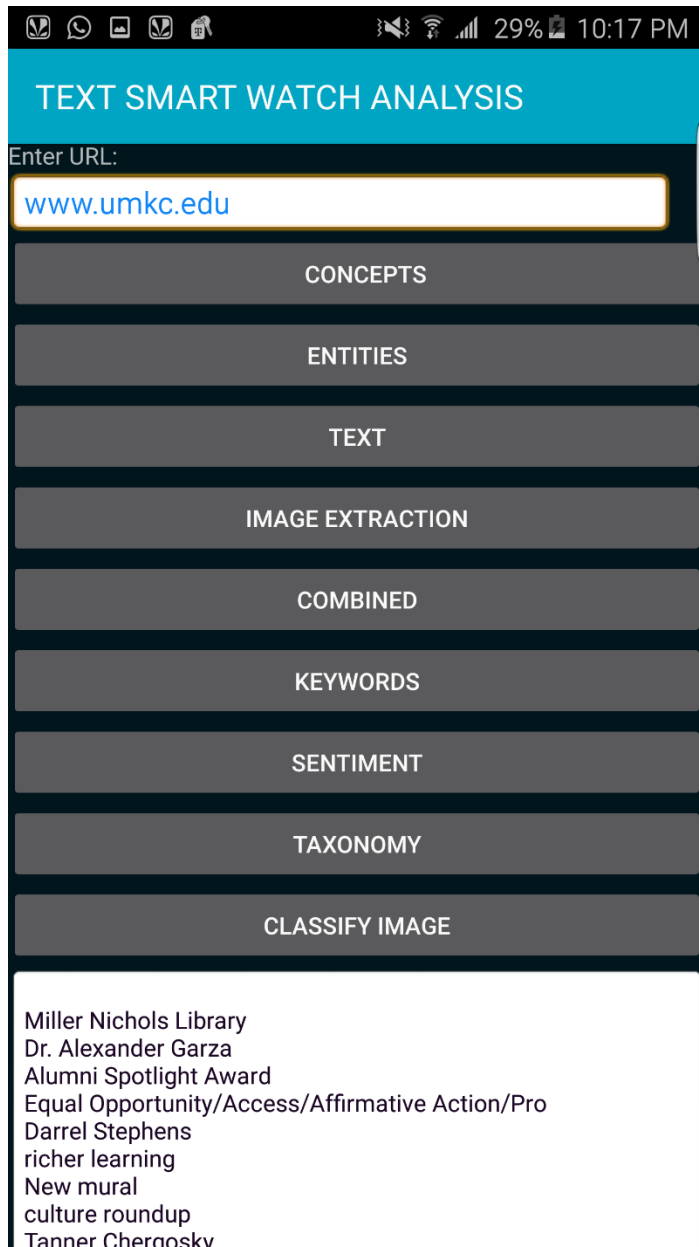 29% 10:17 PM
TEXT SMART WATCH ANALYSIS
Enter URL:
www.umkc.edu
CONCEPTS
ENTITIES
TEXT
IMAGE EXTRACTION
COMBINED
KEYWORDS
SENTIMENT
TAXONOMY
CLASSIFY IMAGE
Miller Nichols Library
Dr. Alexander Garza
Alumni Spotlight Award
Equal Opportunity/Access/Affirmative Action/Pro
Darrel Stephens
richer learning
New mural
culture roundup
Tanner Chergosky